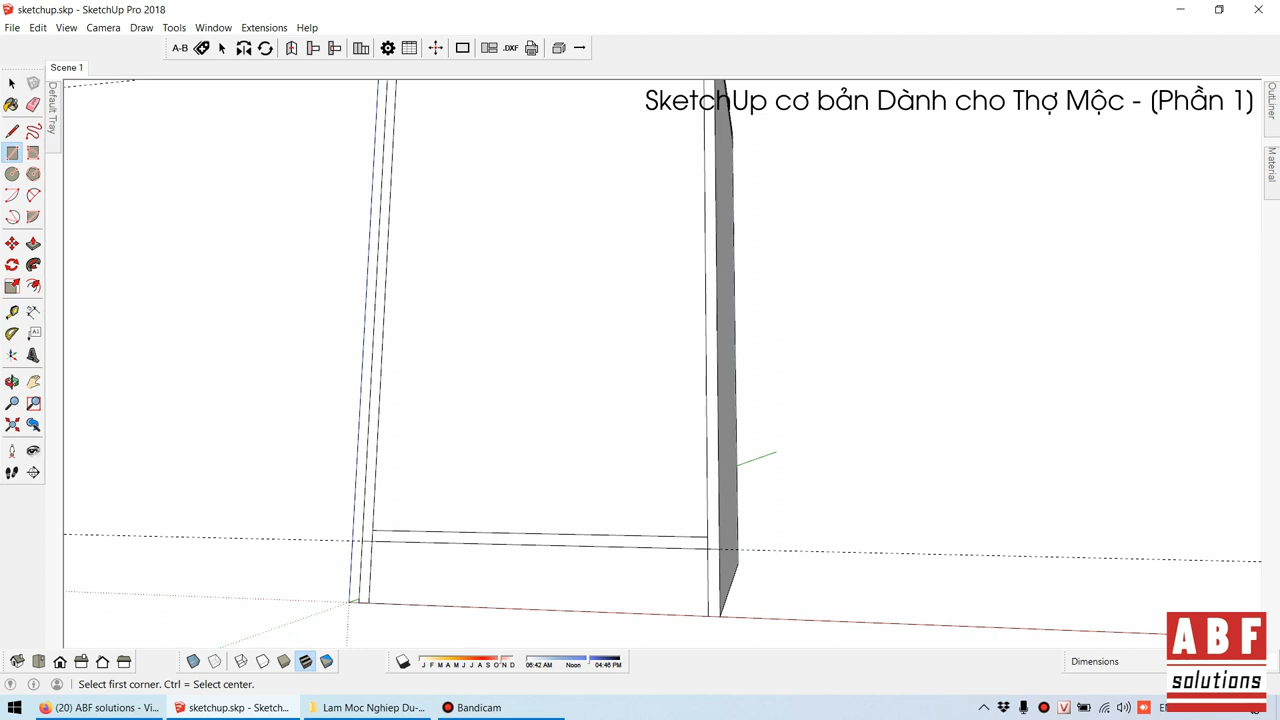 sketchup.skp - SketchUp Pro 2018
File Edit View Camera Draw Tools Window Extensions Help
A-B
.DXF
Scene 1
Default Tray
OutLiner
Material
SketchUp cơ bản Dành cho Thợ Mộc - (Phần 1)
A1
ABF
solutions
J F M A M J J A S O N D
06:42 AM Noon 04:46 PM
Dimensions
Select first corner. Ctrl = Select center.
(20) ABF solutions - Vi...
sketchup.skp - Sketch...
Lam Moc Nghiep Du-...
Bandicam